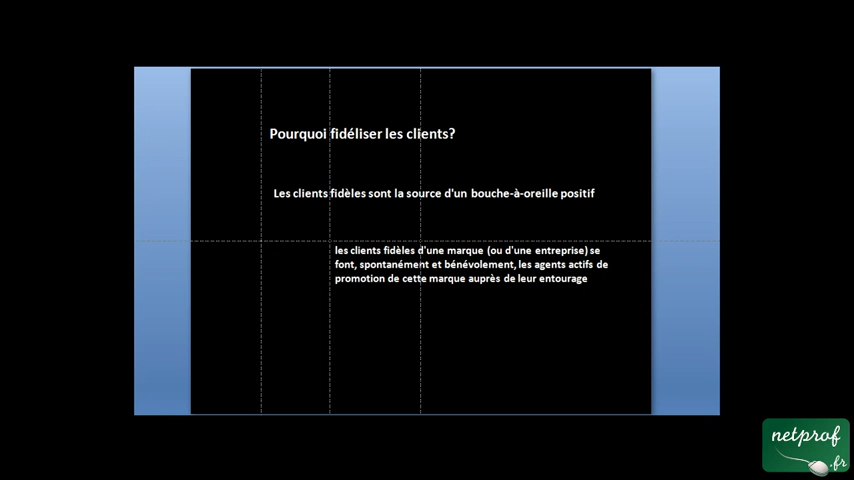 Pourquoi fidéliser les clients?
Les clients fidèles sont la source d'un bouche-à-oreille positif
les clients fidèles d'une marque (ou d'une entreprise) se
font, spontanément et bénévolement, les agents actifs de
promotion de cette marque auprès de leur entourage
netprof
.fr